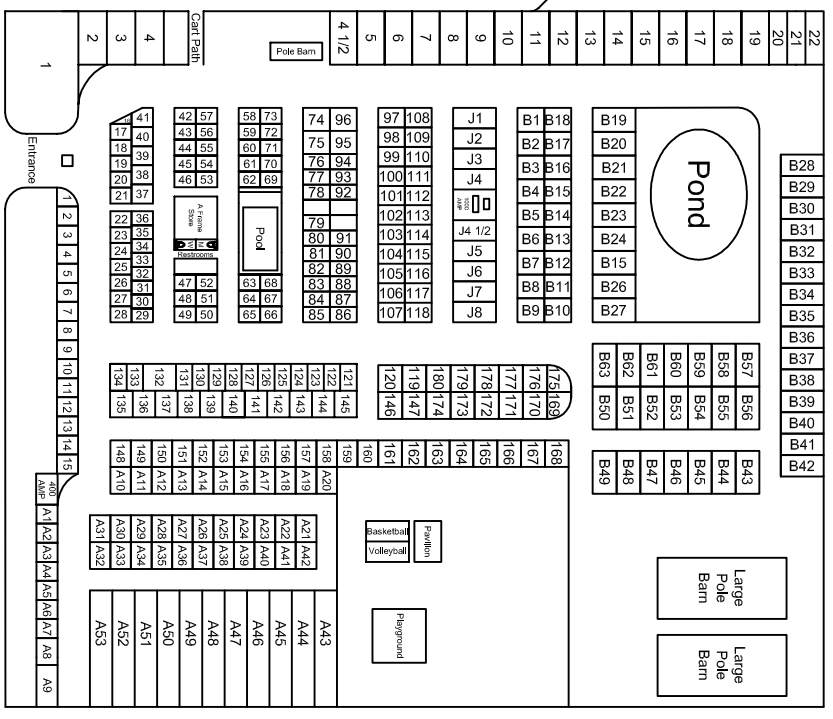 1
2
3
4
Cart Path
Pole Barn
4 1/2
5
6
7
8
9
10
11
12
13
14
15
16
17
18
19
20
21
22
Entrance
41
17
40
18
39
19
38
20
37
21
22 36
23 35
24 34
25 33
32
26 31
27 30
28 29
42 57
43 56
44 55
45 54
46 53
A Frame
Store
W M
Restrooms
47 52
48 51
49 50
58 73
59 72
60 71
61 70
62 69
Pool
63 68
64 67
65 66
74 96
75 95
76 94
77 93
78 92
79
80 91
81 90
82 89
83 88
84 87
85 86
97 108
98 109
99 110
100 111
101 112
102 113
103 114
104 115
105 116
106 117
107 118
J1
J2
J3
J4
1000
AMP
J4 1/2
J5
J6
J7
J8
B1 B18
B2 B17
B3 B16
B4 B15
B5 B14
B6 B13
B7 B12
B8 B11
B9 B10
B19
B20
B21
B22
B23
B24
B15
B26
B27
Pond
B28
B29
B30
B31
B32
B33
B34
B35
B36
B37
B38
B39
B40
B41
B42
1
2
3
4
5
6
7
8
9
10
11
12
13
14
15
400
AMP
A1
A2
A3
A4
A5
A6
A7
A8
A9
134 133 132 131 130 129 128 127 126 125 124 123 122 121
135 136 137 138 139 140 141 142 143 144 145
120 119 180 179 178 177 176 175
146 147 174 173 172 171 170 169
B63 B62 B61 B60 B59 B58 B57
B50 B51 B52 B53 B54 B55 B56
B49 B48 B47 B46 B45 B44 B43
148 149 150 151 152 153 154 155 156 157 158 159 160 161 162 163 164 165 166 167 168
A10 A11 A12 A13 A14 A15 A16 A17 A18 A19 A20
A31 A30 A29 A28 A27 A26 A25 A24 A23 A22 A21
A32 A33 A34 A35 A36 A37 A38 A39 A40 A41 A42
A53 A52 A51 A50 A49 A48 A47 A46 A45 A44 A43
Basketball
Volleyball
Pavilion
Playground
Large
Pole
Barn
Large
Pole
Barn